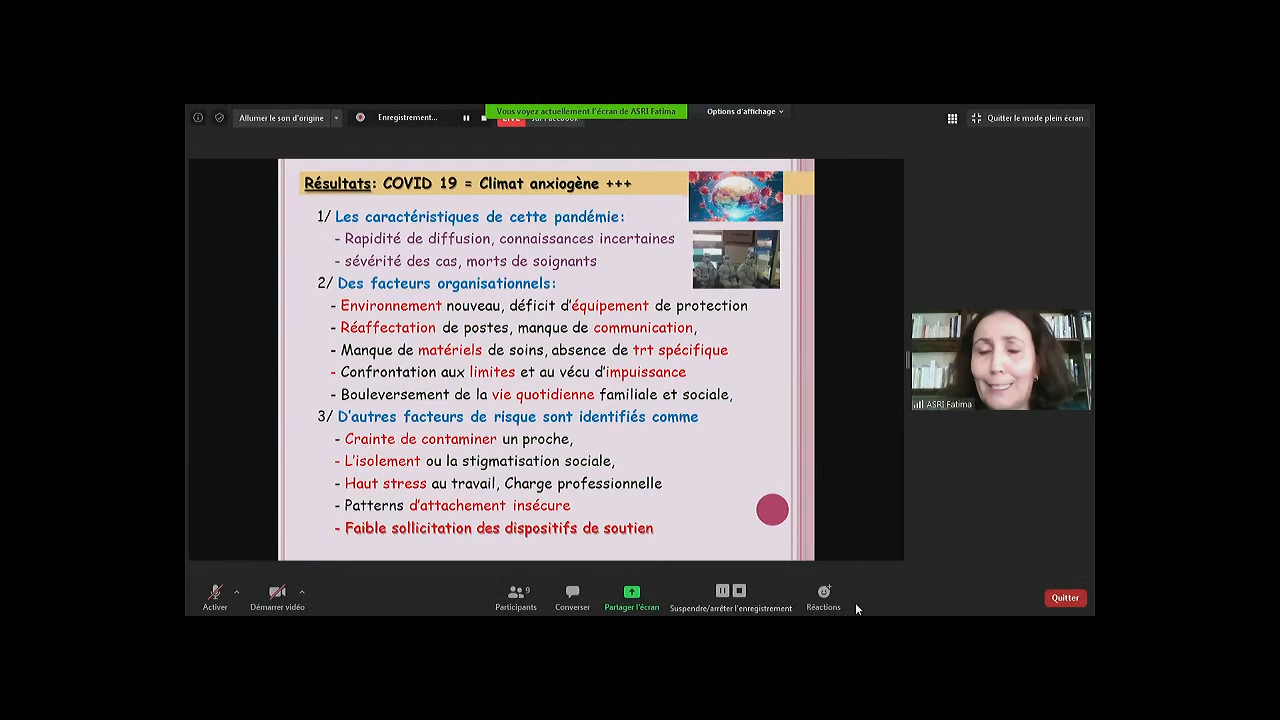 Vous voyez actuellement l'écran de ASRI Fatima
Options d'affichage
Allumer le son d'origine
Enregistrement...
LIVE
sur Facebook
Quitter le mode plein écran
Résultats: COVID 19 = Climat anxiogène +++
1/ Les caractéristiques de cette pandémie:
- Rapidité de diffusion, connaissances incertaines
- sévérité des cas, morts de soignants
2/ Des facteurs organisationnels:
- Environnement nouveau, déficit d'équipement de protection
- Réaffectation de postes, manque de communication,
- Manque de matériels de soins, absence de trt spécifique
- Confrontation aux limites et au vécu d'impuissance
- Bouleversement de la vie quotidienne familiale et sociale,
3/ D'autres facteurs de risque sont identifiés comme
- Crainte de contaminer un proche,
- L'isolement ou la stigmatisation sociale,
- Haut stress au travail, Charge professionnelle
- Patterns d'attachement insécure
- Faible sollicitation des dispositifs de soutien
ASRI Fatima
Activer
Démarrer vidéo
9
Participants
Converser
Partager l'écran
Suspendre/arrêter l'enregistrement
Réactions
Quitter